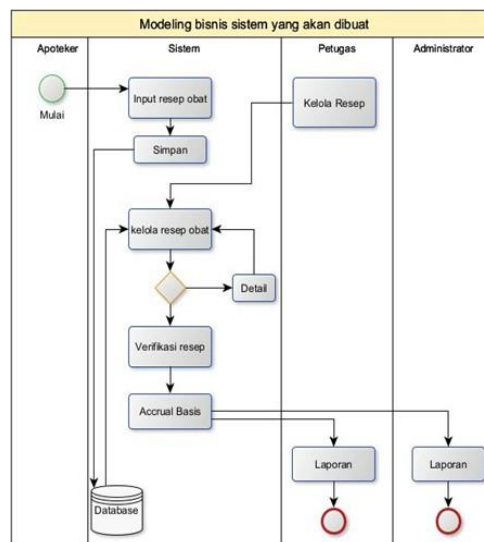 Modeling bisnis sistem yang akan dibuat
Apoteker
Sistem
Petugas
Administrator
Mulai
Input resep obat
Kelola Resep
Simpan
kelola resep obat
Detail
Verifikasi resep
Accrual Basis
Laporan
Laporan
Database